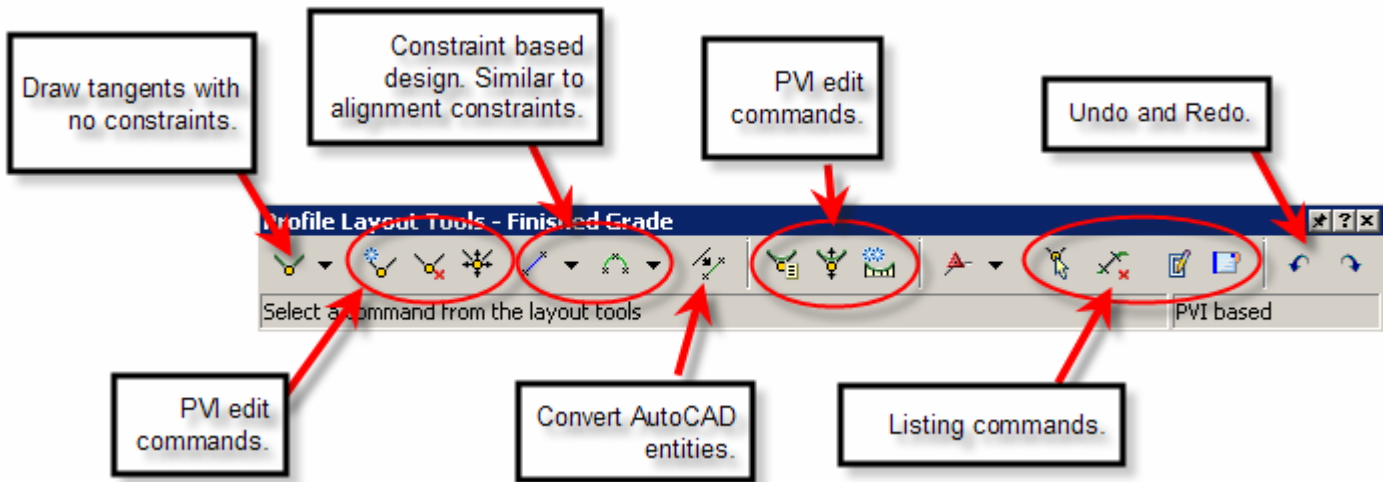 Draw tangents with
no constraints.
Constraint based
design. Similar to
alignment constraints.
PVI edit
commands.
Undo and Redo.
Profile Layout Tools - Finished Grade
Select a command from the layout tools
PVI based
PVI edit
commands.
Convert AutoCAD
entities.
Listing commands.